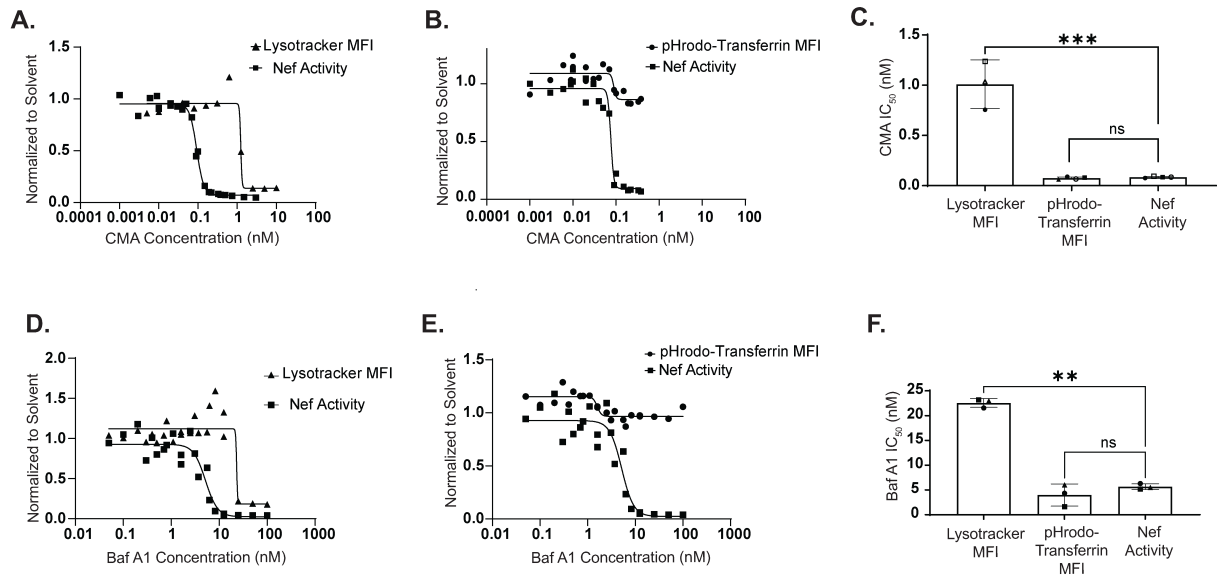 A.
Normalized to Solvent
1.5
1.0
0.5
0.0
0.0001 0.001 0.01 0.1 1 10 100
CMA Concentration (nM)
Lysotracker MFI
Nef Activity
B.
Normalized to Solvent
1.0
0.5
0.0
0.0001 0.001 0.01 0.1 1 10 100
CMA Concentration (nM)
pHrodo-Transferrin MFI
Nef Activity
C.
CMA IC50 (nM)
1.5
1.0
0.5
0.0
***
ns
Lysotracker
MFI
pHrodo-
Transferrin
MFI
Nef
Activity
D.
Normalized to Solvent
2.0
1.5
1.0
0.5
0.0
0.01 0.1 1 10 100 1000
Baf A1 Concentration (nM)
Lysotracker MFI
Nef Activity
E.
Normalized to Solvent
1.5
1.0
0.5
0.0
0.01 0.1 1 10 100 1000
Baf A1 Concentration (nM)
pHrodo-Transferrin MFI
Nef Activity
F.
Baf A1 IC50 (nM)
25
20
15
10
5
0
**
ns
Lysotracker
MFI
pHrodo-
Transferrin
MFI
Nef
Activity